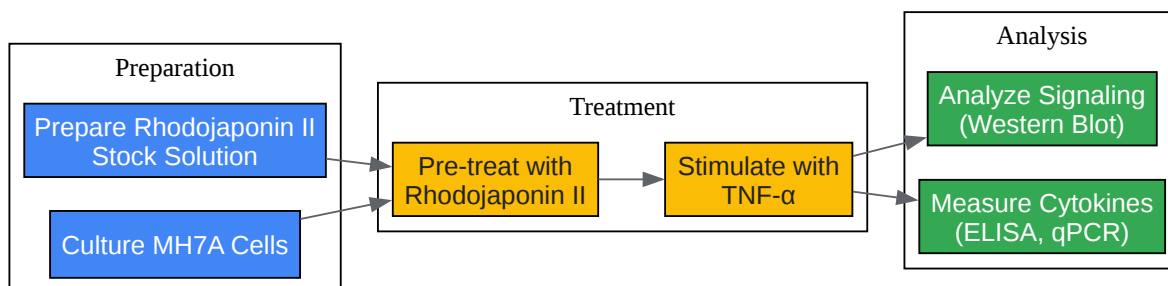 Preparation
Prepare Rhodojaponin II
Stock Solution
Culture MH7A Cells
Treatment
Pre-treat with
Rhodojaponin II
Stimulate with
TNF-α
Analysis
Analyze Signaling
(Western Blot)
Measure Cytokines
(ELISA, qPCR)